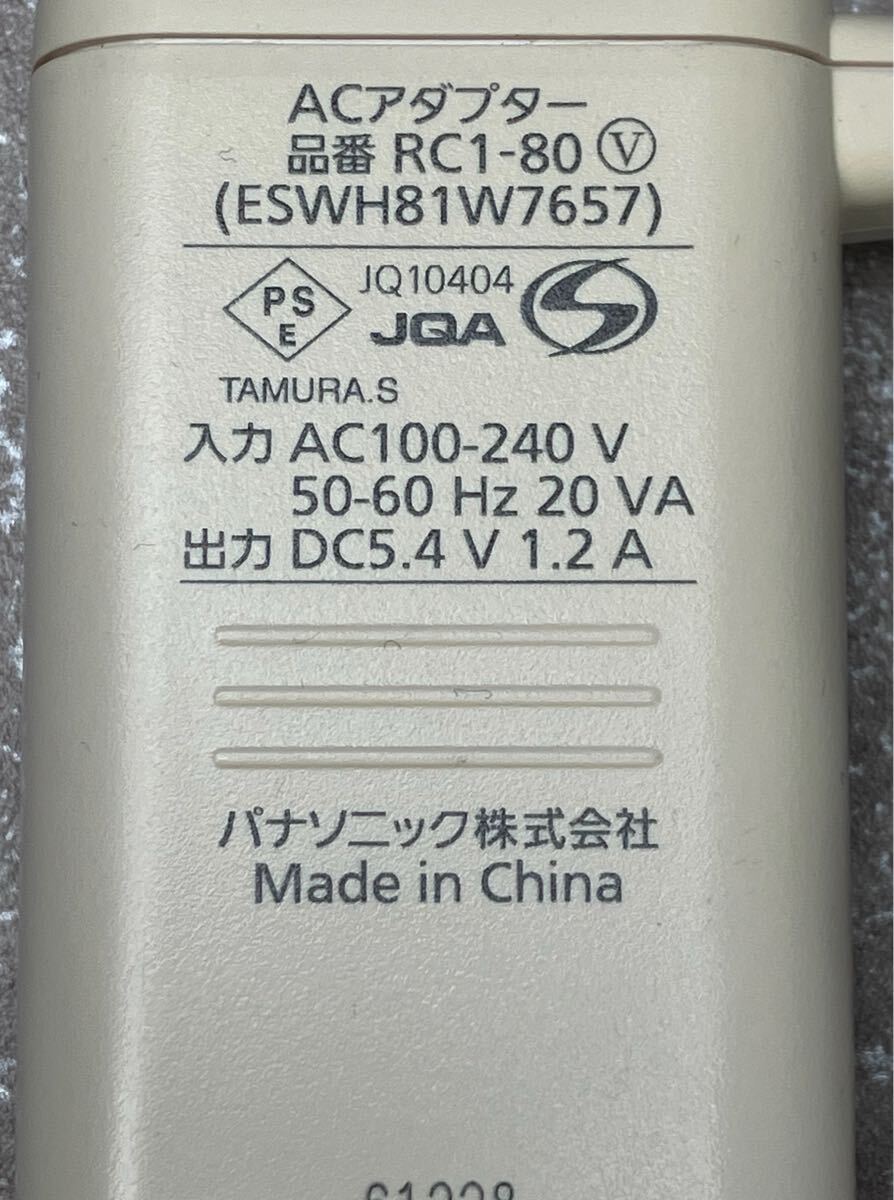 ACアダプター
品番 RC1-80 Ⓥ
(ESWH81W7657)
PS
E
JQ10404
JQA
TAMURA.S
入力 AC100-240 V
50-60 Hz 20 VA
出力 DC5.4 V 1.2 A
パナソニック株式会社
Made in China